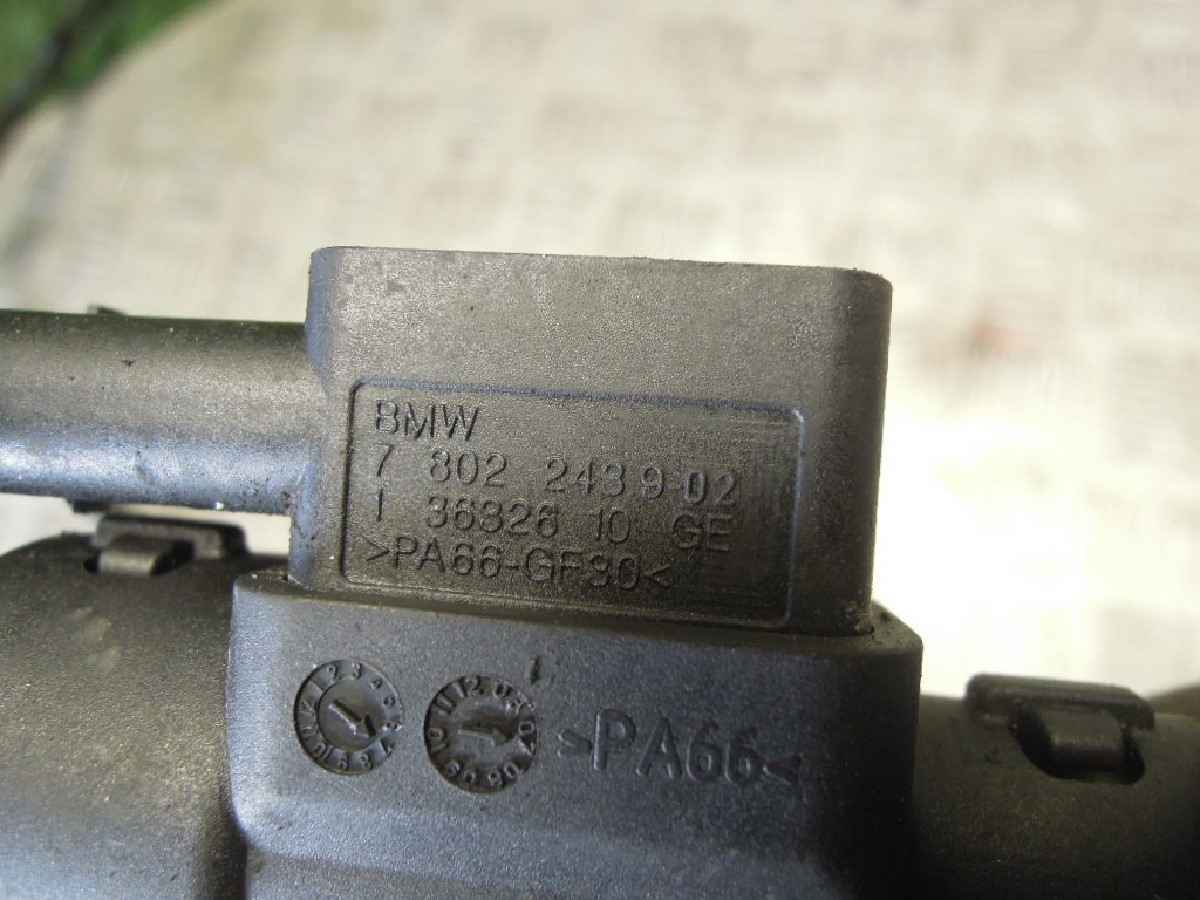 BMW
7 802 243 9-02
1 36326 10 GE
>PA66-GF30<
>PA66<